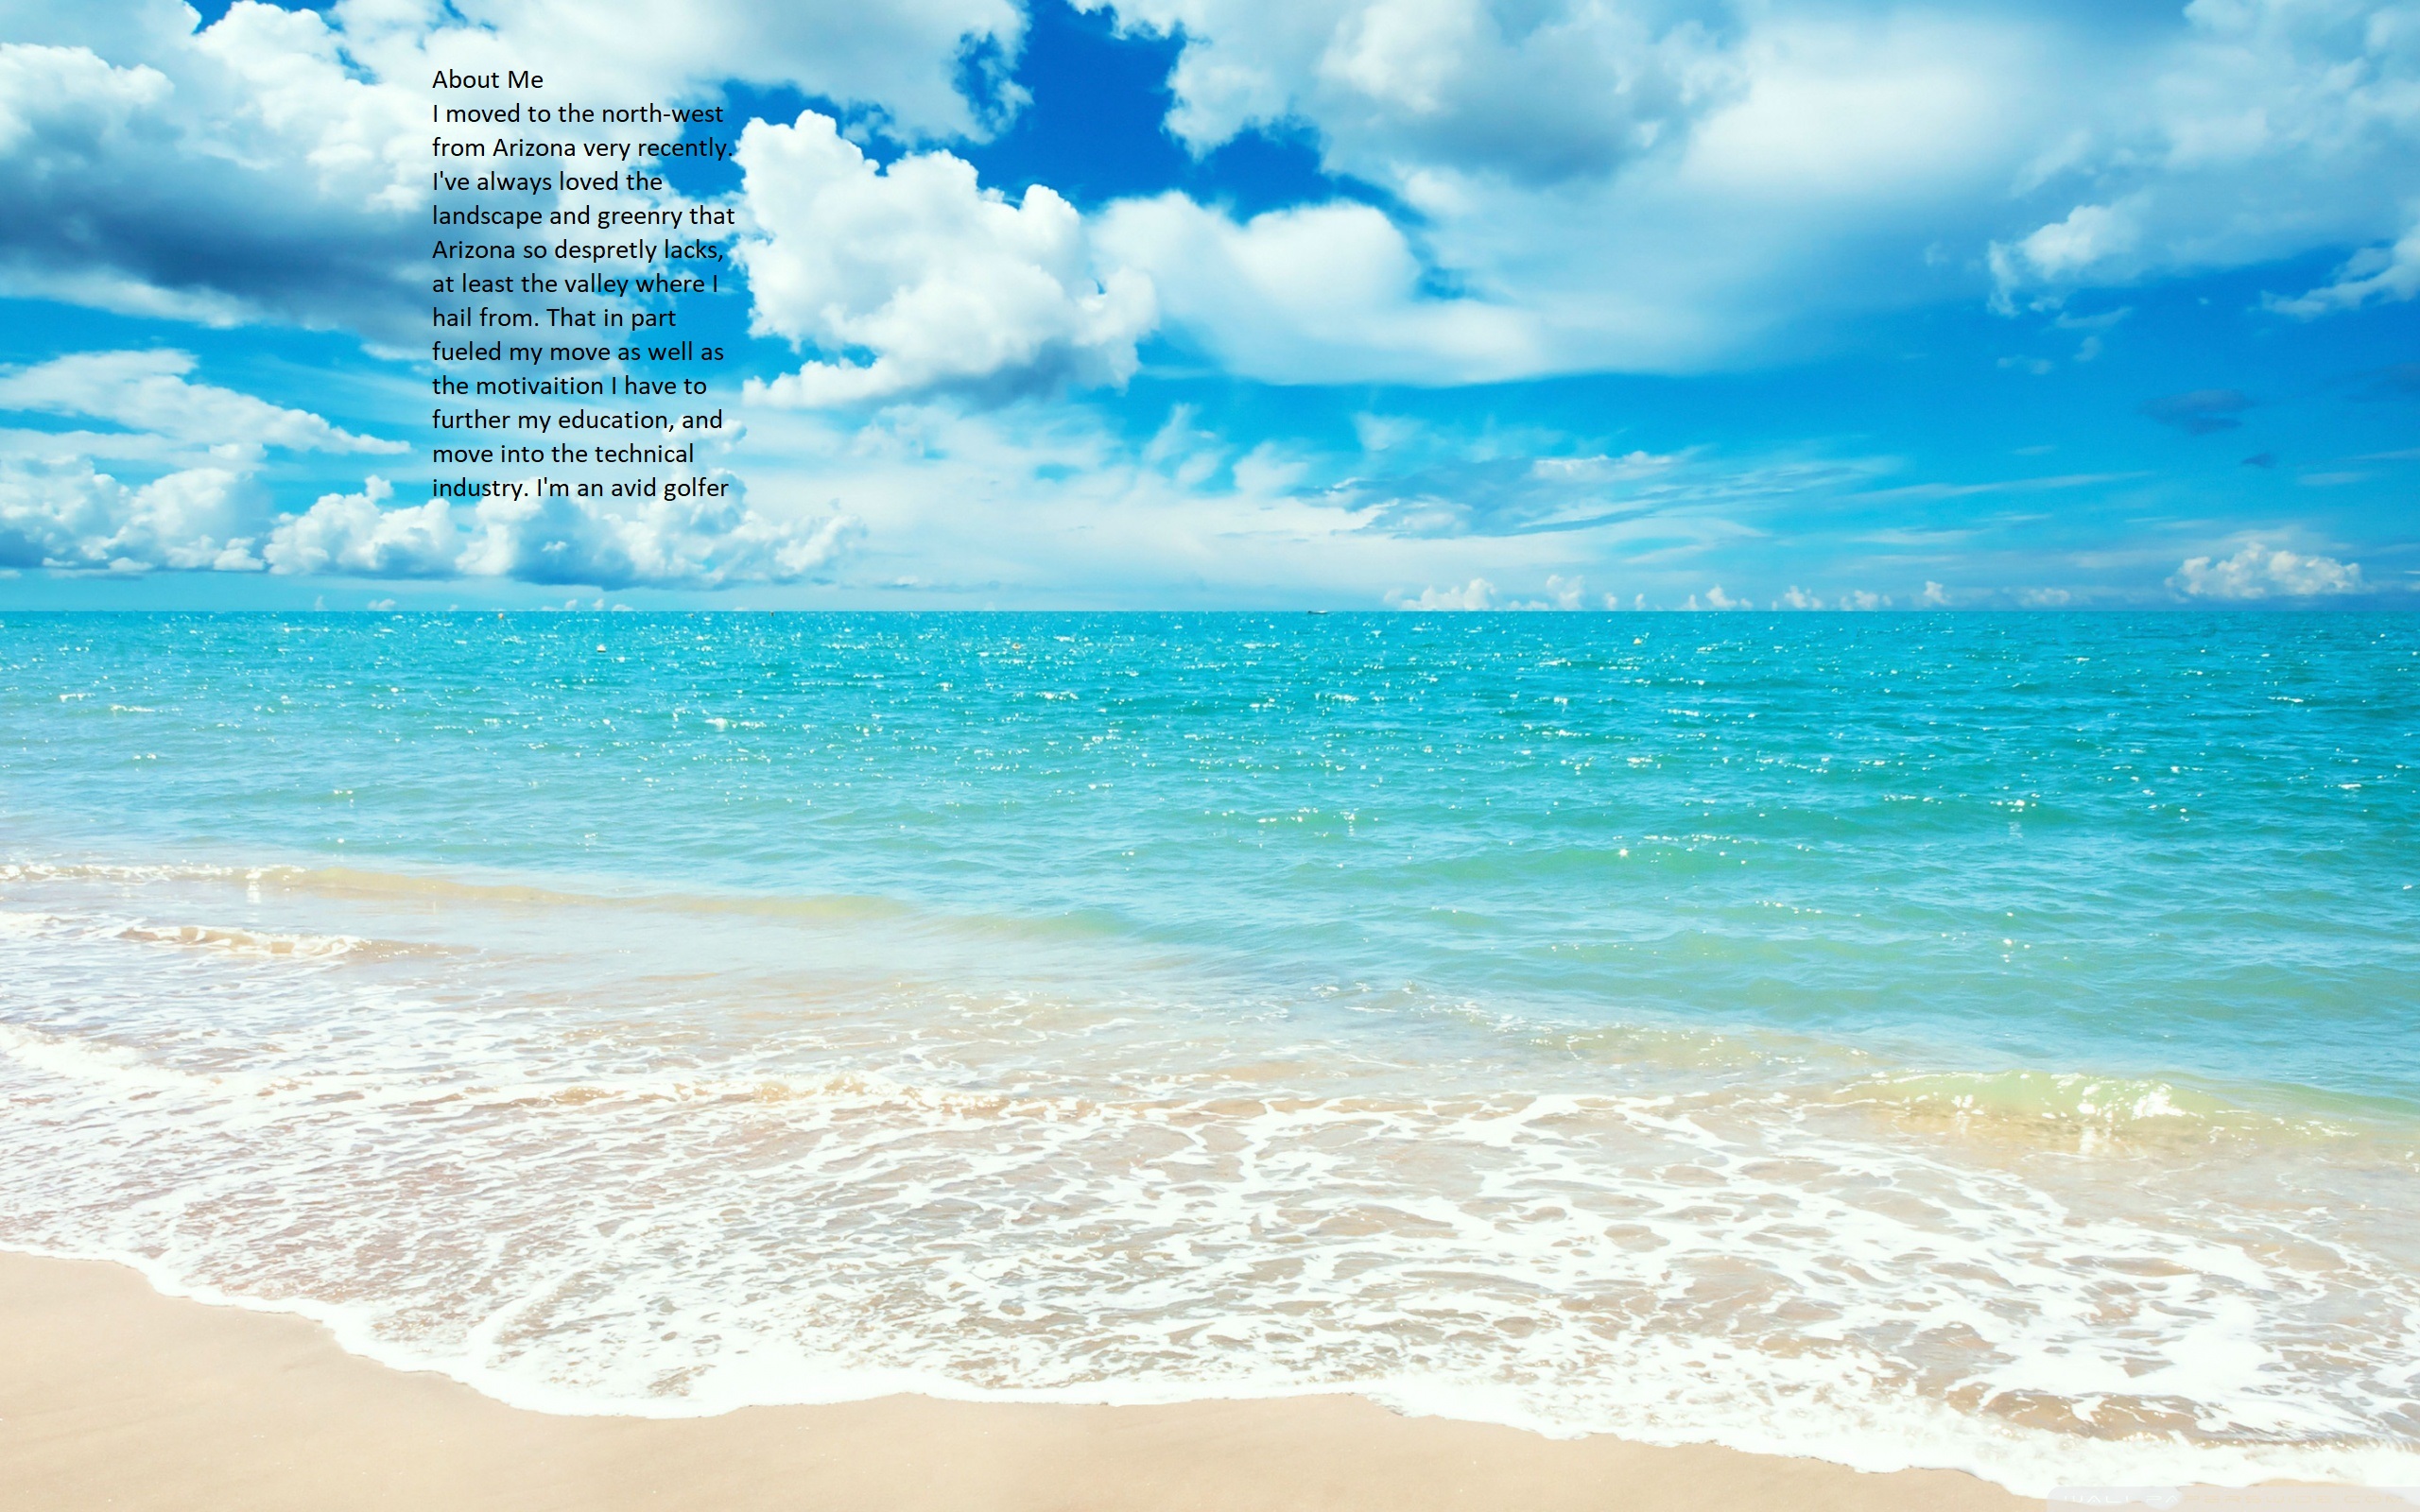 About Me
I moved to the north-west
from Arizona very recently.
I've always loved the
landscape and greenry that
Arizona so despretly lacks,
at least the valley where I
hail from. That in part
fueled my move as well as
the motivaition I have to
further my education, and
move into the technical
industry. I'm an avid golfer